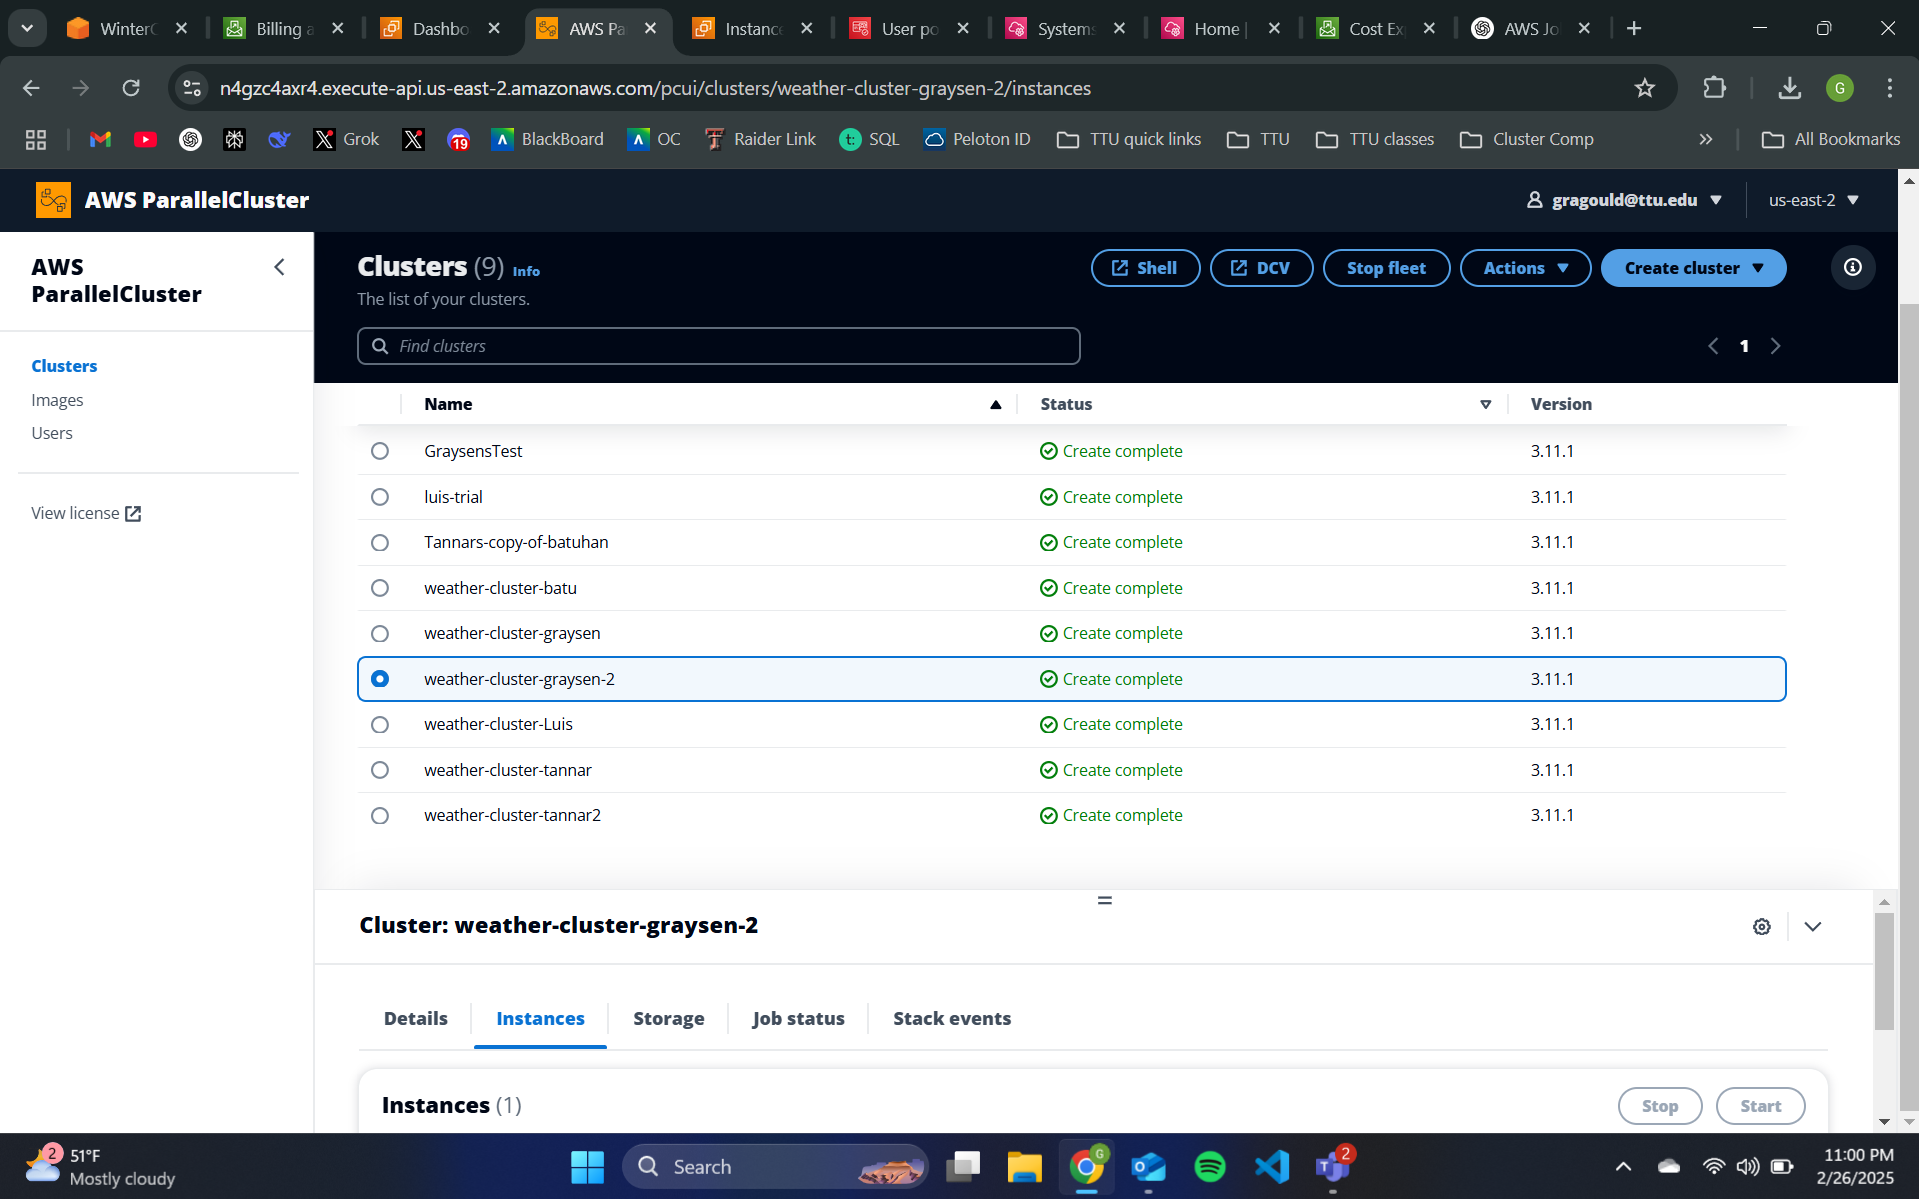 WinterC
Billing a
Dashbo
AWS Pa
Instance
User po
Systems
Home |
Cost Ex
AWS Jo
n4gzc4axr4.execute-api.us-east-2.amazonaws.com/pcui/clusters/weather-cluster-graysen-2/instances
G
Grok
19
BlackBoard
OC
Raider Link
t:
SQL
Peloton ID
TTU quick links
TTU
TTU classes
Cluster Comp
All Bookmarks
AWS ParallelCluster
gragould@ttu.edu
us-east-2
AWS
ParallelCluster
Clusters
Images
Users
View license
Clusters (9) Info
The list of your clusters.
Shell
DCV
Stop fleet
Actions
Create cluster
Find clusters
1
Name Status Version
GraysensTest Create complete 3.11.1
luis-trial Create complete 3.11.1
Tannars-copy-of-batuhan Create complete 3.11.1
weather-cluster-batu Create complete 3.11.1
weather-cluster-graysen Create complete 3.11.1
weather-cluster-graysen-2 Create complete 3.11.1
weather-cluster-Luis Create complete 3.11.1
weather-cluster-tannar Create complete 3.11.1
weather-cluster-tannar2 Create complete 3.11.1
Cluster: weather-cluster-graysen-2
Details
Instances
Storage
Job status
Stack events
Instances (1)
Stop
Start
2
51°F
Mostly cloudy
Search
G
2
11:00 PM
2/26/2025